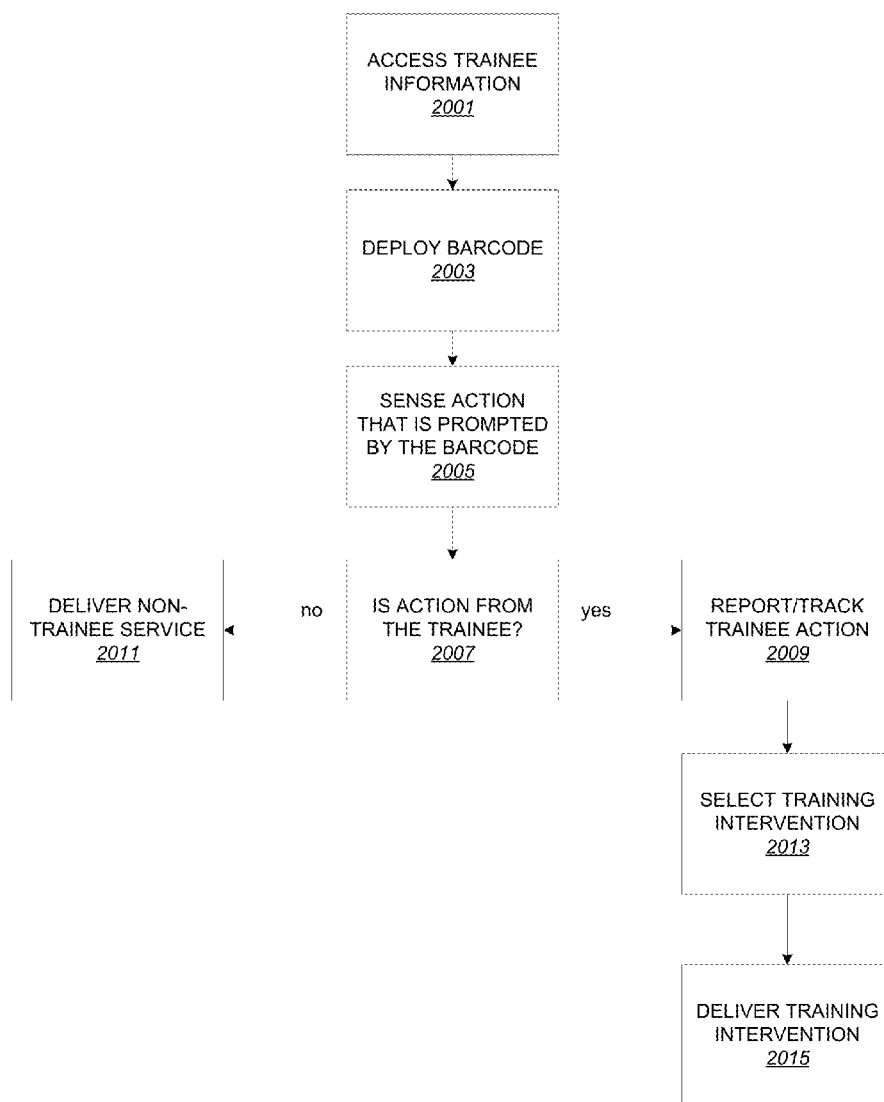 ACCESS TRAINEE
INFORMATION
2001
DEPLOY BARCODE
2003
SENSE ACTION
THAT IS PROMPTED
BY THE BARCODE
2005
DELIVER NON-
TRAINEE SERVICE
2011
no
IS ACTION FROM
THE TRAINEE?
2007
yes
REPORT/TRACK
TRAINEE ACTION
2009
SELECT TRAINING
INTERVENTION
2013
DELIVER TRAINING
INTERVENTION
2015